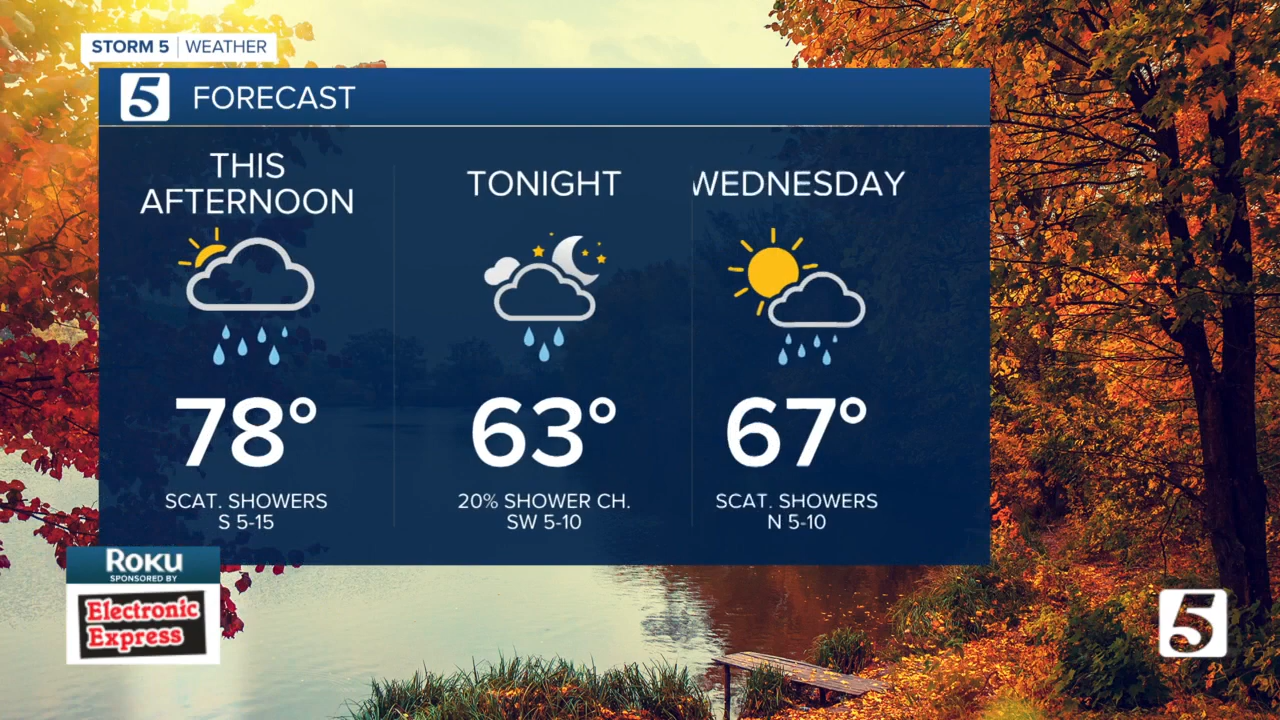 STORM 5 | WEATHER
5 FORECAST
THIS
AFTERNOON
78°
SCAT. SHOWERS
S 5-15
TONIGHT
63°
20% SHOWER CH.
SW 5-10
WEDNESDAY
67°
SCAT. SHOWERS
N 5-10
ROKU
SPONSORED BY
Electronic
Express
5